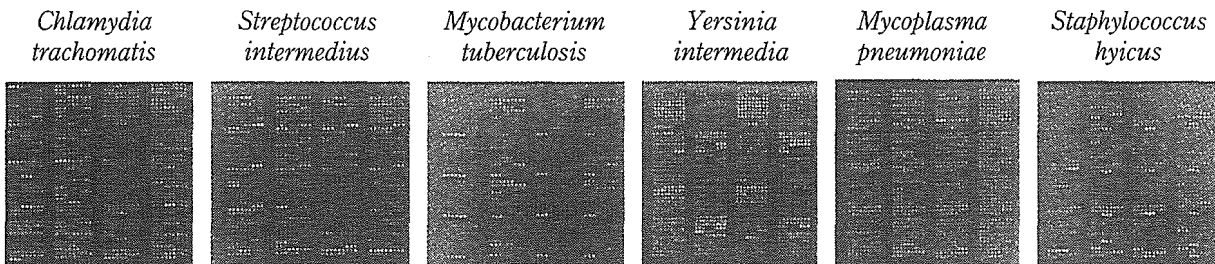 Chlamydia trachomatis
Streptococcus intermedius
Mycobacterium tuberculosis
Yersinia intermedia
Mycoplasma pneumoniae
Staphylococcus hyicus